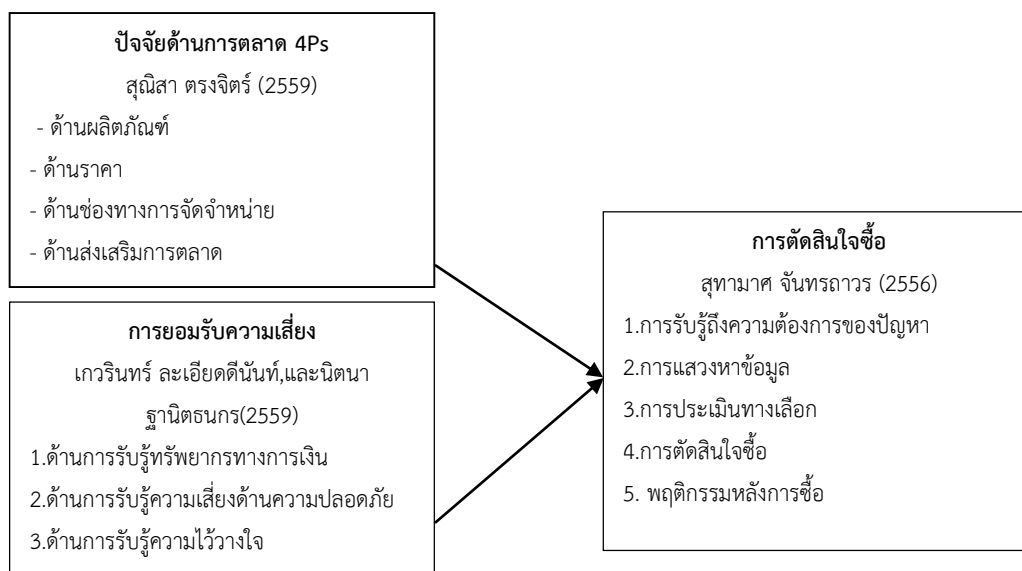 ปัจจัยด้านการตลาด 4Ps
สุณิสา ตรงจิตร์ (2559)
- ด้านผลิตภัณฑ์
- ด้านราคา
- ด้านช่องทางการจัดจำหน่าย
- ด้านส่งเสริมการตลาด
การยอมรับความเสี่ยง
เกวรินทร์ ละเอียดดีนันท์,และนิตนา
ฐานิตธนกร(2559)
1.ด้านการรับรู้ทรัพยากรทางการเงิน
2.ด้านการรับรู้ความเสี่ยงด้านความปลอดภัย
3.ด้านการรับรู้ความไว้วางใจ
การตัดสินใจซื้อ
สุทามาศ จันทรถาวร (2556)
1.การรับรู้ถึงความต้องการของปัญหา
2.การแสวงหาข้อมูล
3.การประเมินทางเลือก
4.การตัดสินใจซื้อ
5. พฤติกรรมหลังการซื้อ